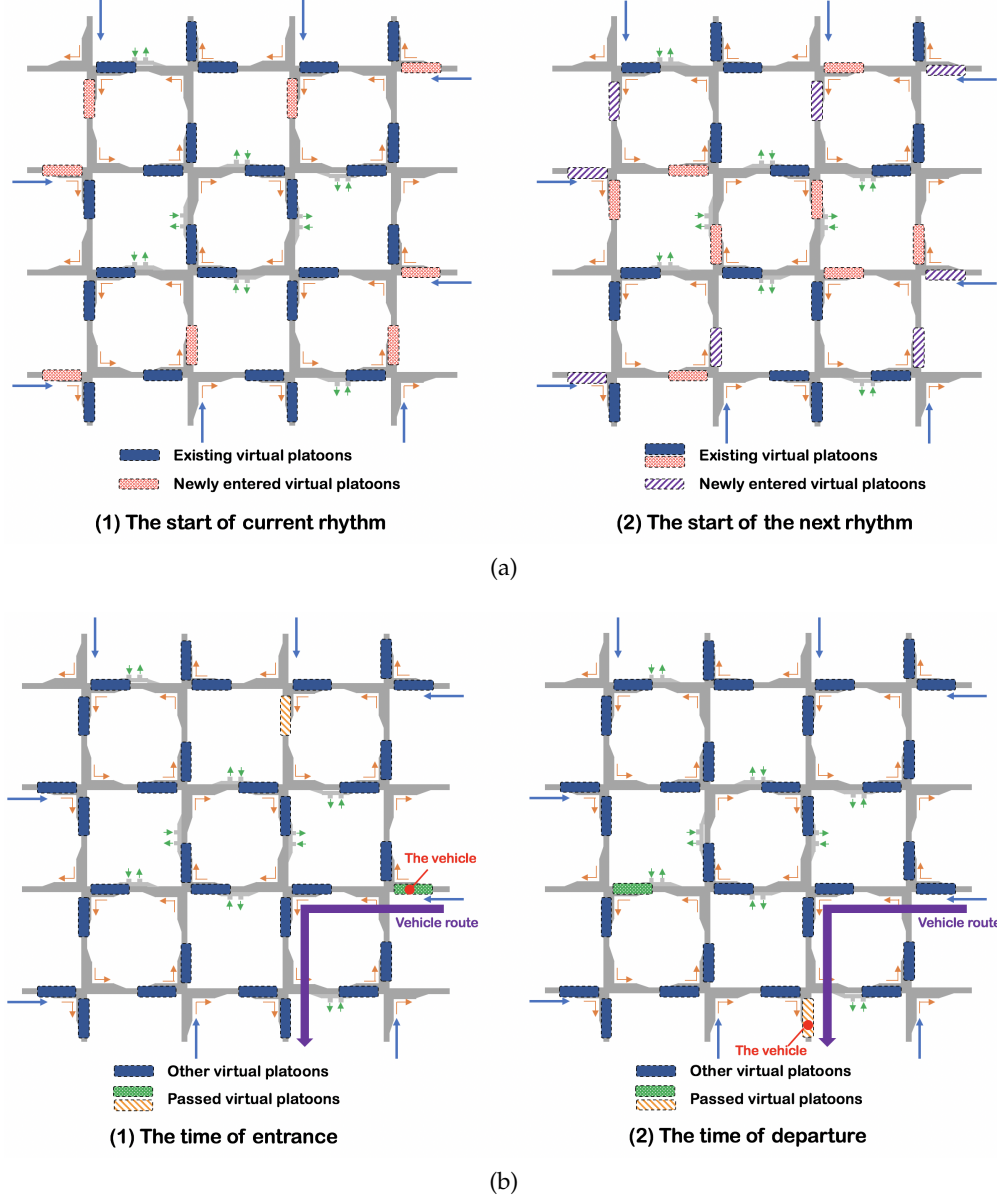 Existing virtual platoons
Newly entered virtual platoons
(1) The start of current rhythm
Existing virtual platoons
Newly entered virtual platoons
(2) The start of the next rhythm
(a)
The vehicle
Vehicle route
Other virtual platoons
Passed virtual platoons
(1) The time of entrance
Vehicle route
The vehicle
Other virtual platoons
Passed virtual platoons
(2) The time of departure
(b)